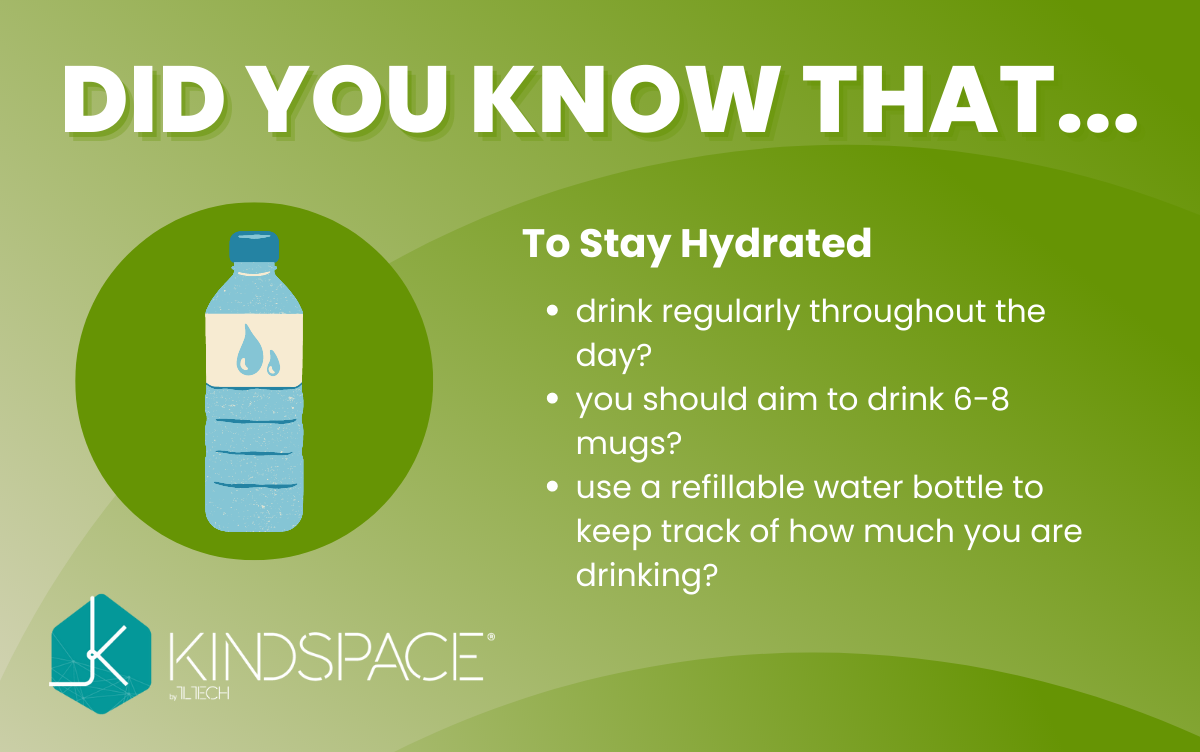 DID YOU KNOW THAT...
To Stay Hydrated
• drink regularly throughout the
day?
• you should aim to drink 6-8
mugs?
• use a refillable water bottle to
keep track of how much you are
drinking?
KINDSPACE®
by TLTECH